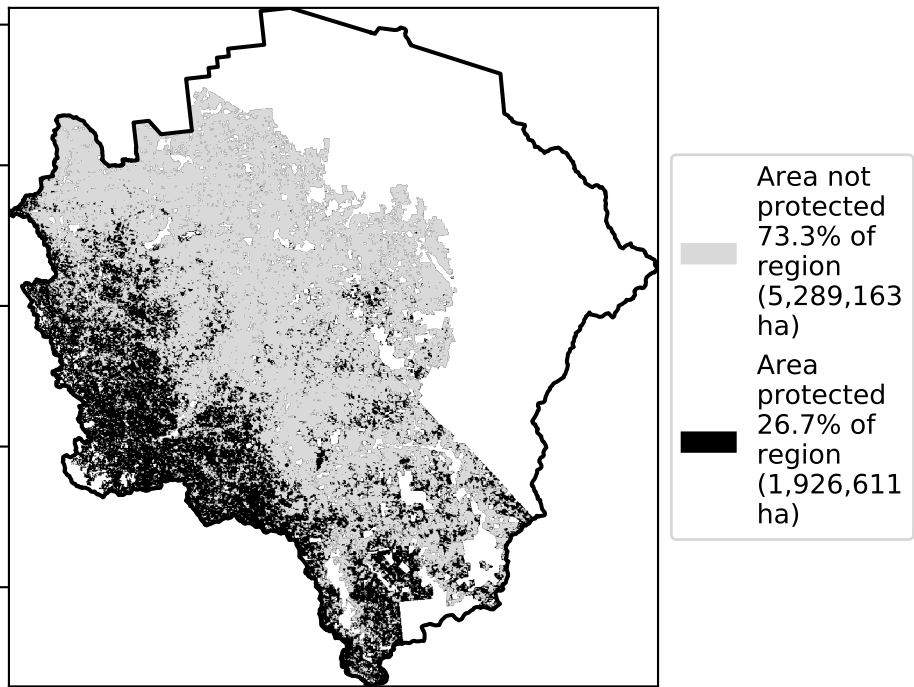 Area not
protected
73.3% of
region
(5,289,163
ha)
Area
protected
26.7% of
region
(1,926,611
ha)